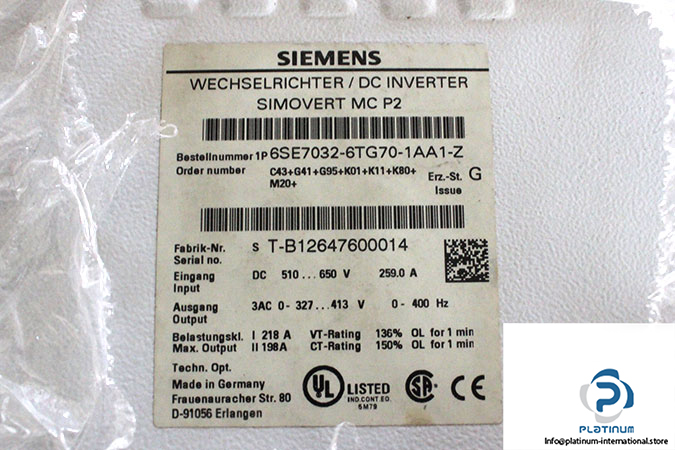 SIEMENS
WECHSELRICHTER / DC INVERTER
SIMOVERT MC P2
Bestellnummer 1P 6SE7032-6TG70-1AA1-Z
Order number C43+G41+G95+K01+K11+K80+ Erz.-St. G
M20+ Issue
Fabrik-Nr. S T-B12647600014
Serial no.
Eingang DC 510...650 V 259.0 A
Input
Ausgang 3AC 0- 327...413 V 0- 400 Hz
Output
Belastungskl. I 218 A VT-Rating 136% OL for 1 min
Max. Output II 198A CT-Rating 150% OL for 1 min
Techn. Opt.
Made in Germany
Frauenauracher Str. 80
D-91056 Erlangen
UL LISTED
IND.CONT.EQ.
5M79
SA
CE
PLATINUM
Info@platinum-international.store